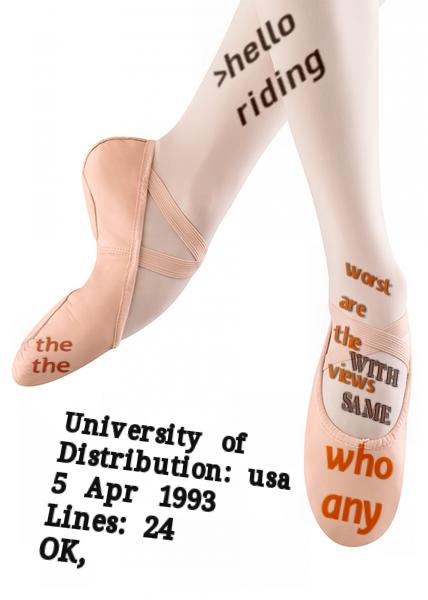 >hello
riding
worst
are
the
views
WITH
SAME
the
the
who
any
University of
Distribution: usa
5 Apr 1993
Lines: 24
OK,